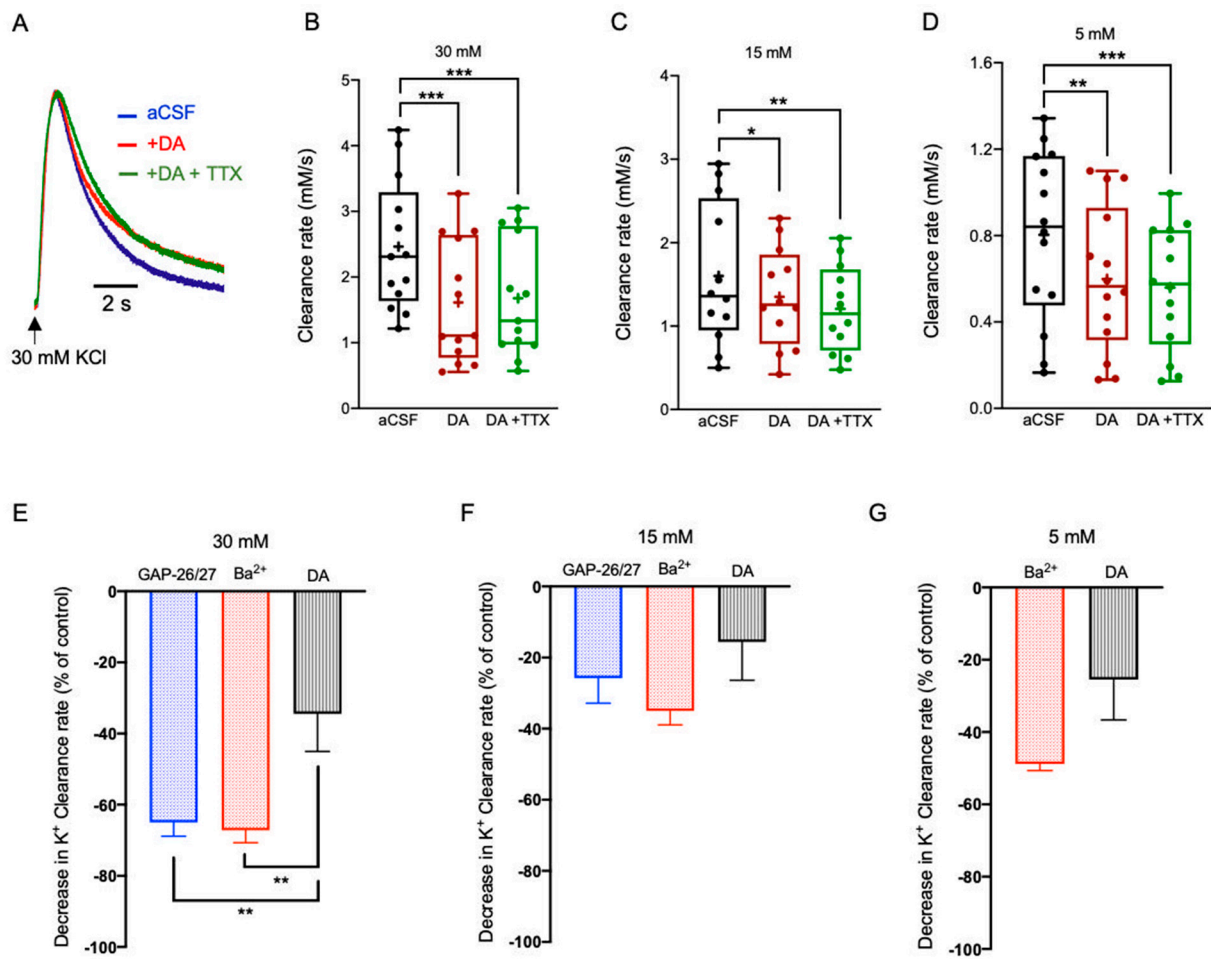 A
aCSF
+DA
+DA + TTX
2 s
30 mM KCl
B
30 mM
Clearance rate (mM/s)
5
4
3
2
1
0
***
***
aCSF DA DA +TTX
C
15 mM
Clearance rate (mM/s)
4
3
2
1
0
**
*
aCSF DA DA +TTX
D
5 mM
Clearance rate (mM/s)
1.6
1.2
0.8
0.4
0.0
***
**
aCSF DA DA +TTX
E
30 mM
GAP-26/27 Ba2+ DA
Decrease in K+ Clearance rate (% of control)
0
-20
-40
-60
-80
-100
**
**
F
15 mM
GAP-26/27 Ba2+ DA
Decrease in K+ Clearance rate (% of control)
0
-20
-40
-60
-80
-100
G
5 mM
Ba2+ DA
Decrease in K+ Clearance rate (% of control)
0
-20
-40
-60
-80
-100